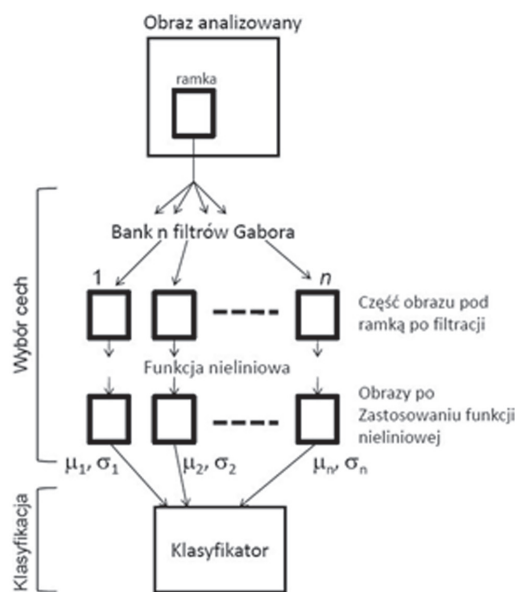 Obraz analizowany
ramka
Bank n filtrów Gabora
1
n
Część obrazu pod
ramką po filtracji
Funkcja nieliniowa
Obrazy po
Zastosowaniu funkcji
nieliniowej
μ₁, σ₁
μ₂, σ₂
μₙ, σₙ
Wybór cech
Klasyfikator
Klasyfikacja